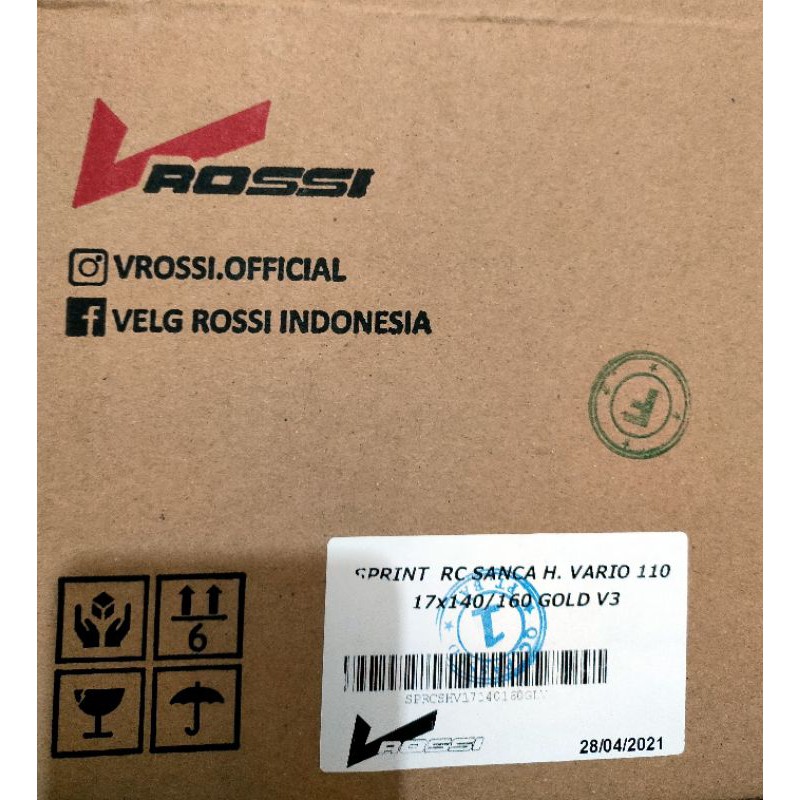 VROSSI
VROSSI.OFFICIAL
f VELG ROSSI INDONESIA
F
6
SPRINT RC SANCA H. VARIO 110
17x140/160 GOLD V3
1
VROSSI
28/04/2021